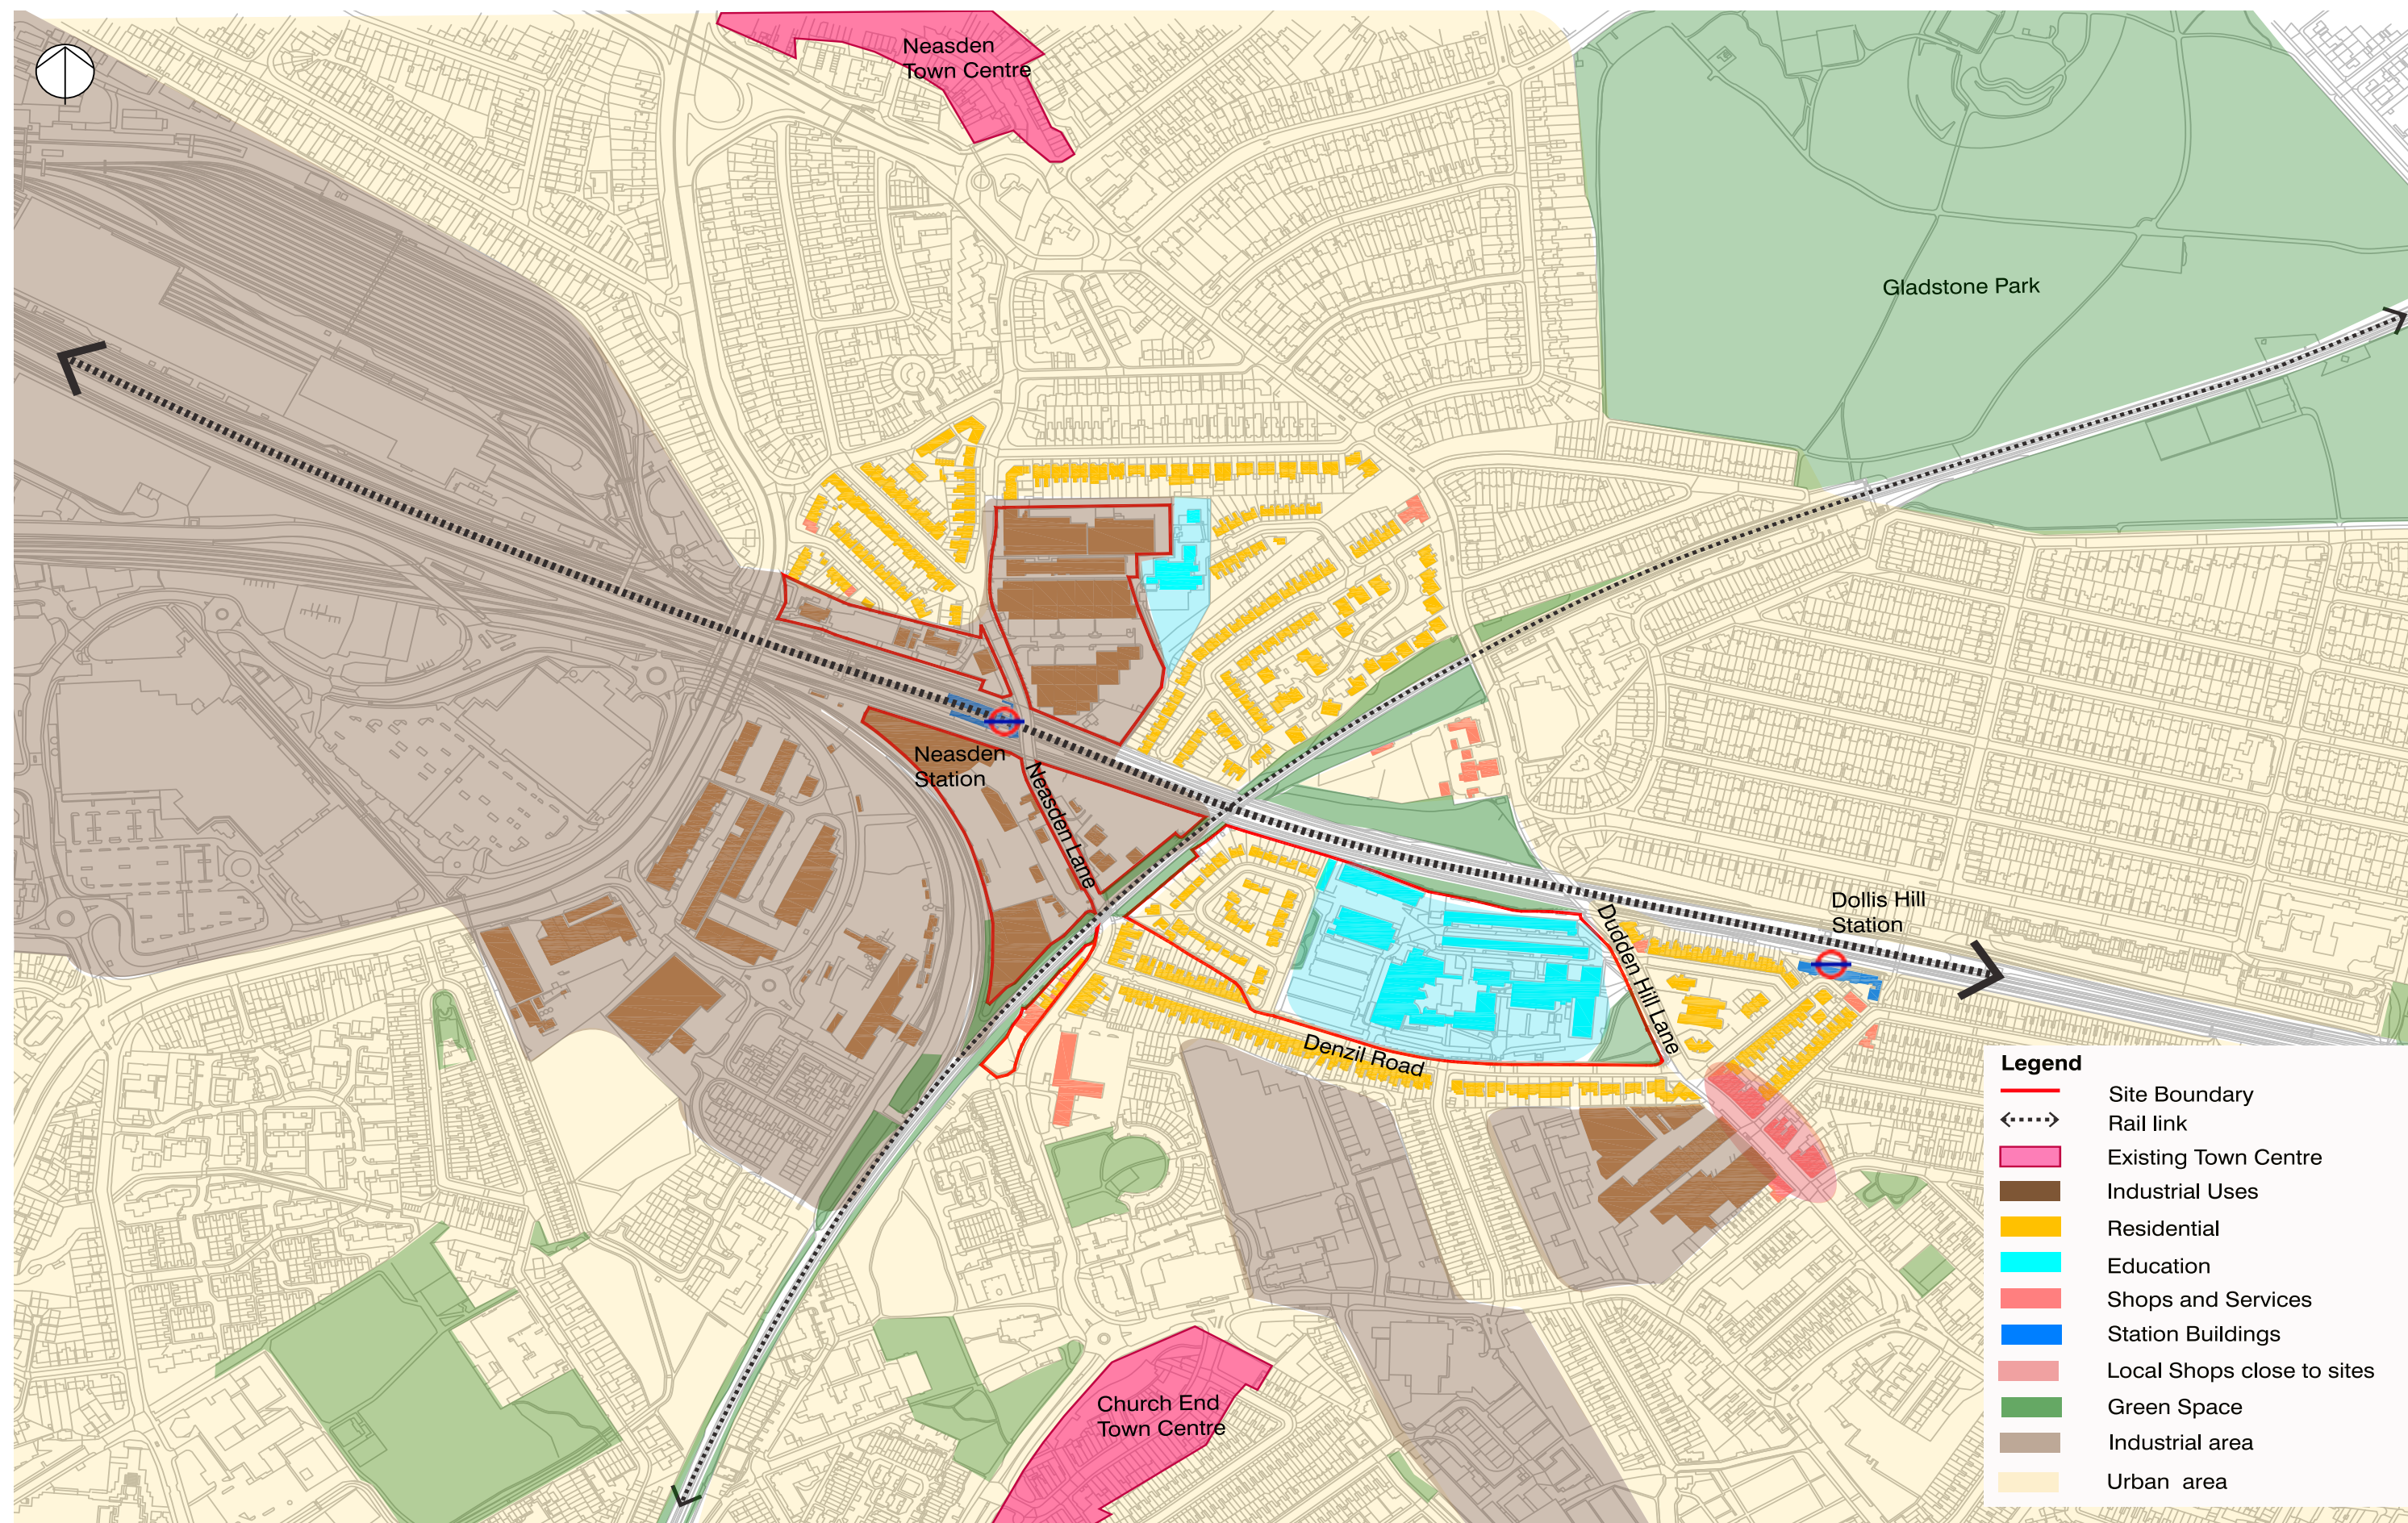 Neasden
Town Centre
Gladstone Park
Neasden
Station
Neasden Lane
Dollis Hill
Station
Dudden Hill Lane
Denzil Road
Church End
Town Centre
Legend
Site Boundary
Rail link
Existing Town Centre
Industrial Uses
Residential
Education
Shops and Services
Station Buildings
Local Shops close to sites
Green Space
Industrial area
Urban area